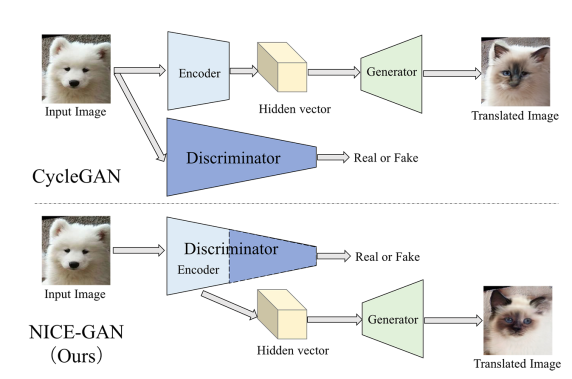 Encoder
Generator
Input Image
Hidden vector
Translated Image
Discriminator
Real or Fake
CycleGAN
Discriminator
Encoder
Real or Fake
Input Image
Generator
NICE-GAN
（Ours）
Hidden vector
Translated Image